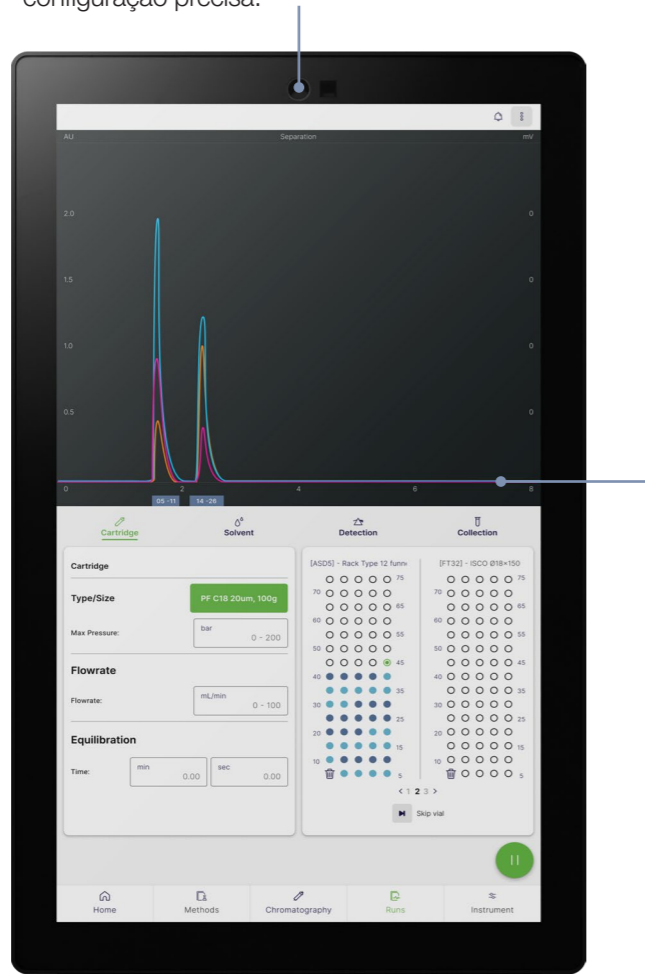 configuração precisa.
AU Separation mV
2.0 0
1.5 0
1.0 0
0.5 0
0 2 4 6 8
05 -11 14 -26
Cartridge Solvent Detection Collection
Cartridge
Type/Size PF C18 20um, 100g
Max Pressure: bar 0 - 200
Flowrate
Flowrate: mL/min 0 - 100
Equilibration
Time: min 0.00 sec 0.00
[ASD5] - Rack Type 12 funne [FT32] - ISCO Ø18x150
75 75
70 70
65 65
60 60
55 55
50 50
45 45
40 40
35 35
30 30
25 25
20 20
15 15
10 10
5 5
< 1 2 3 >
Skip vial
Home Methods Chromatography Runs Instrument